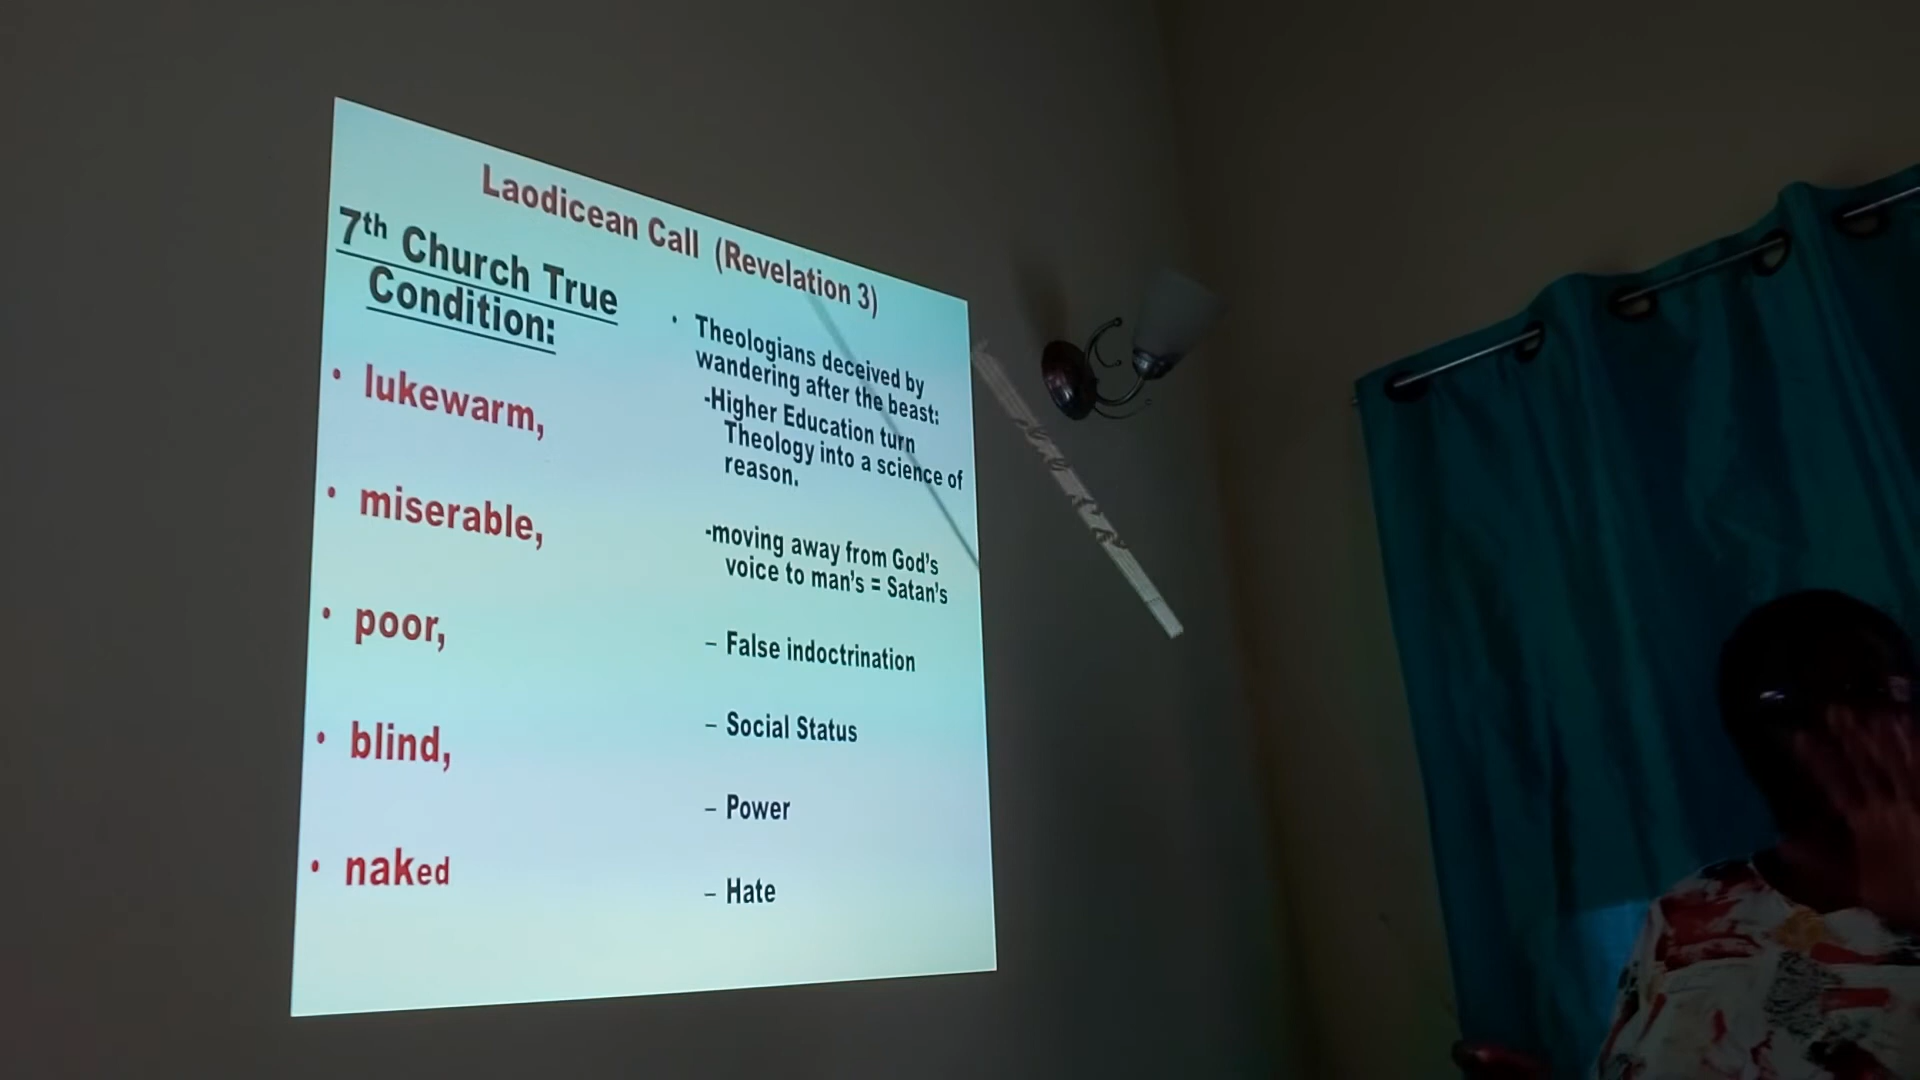 Laodicean Call (Revelation 3)
7th Church True
Condition:
• lukewarm,
• miserable,
• poor,
• blind,
• naked
• Theologians deceived by
wandering after the beast:
-Higher Education turn
Theology into a science of
reason.
-moving away from God's
voice to man's = Satan's
– False indoctrination
– Social Status
– Power
– Hate